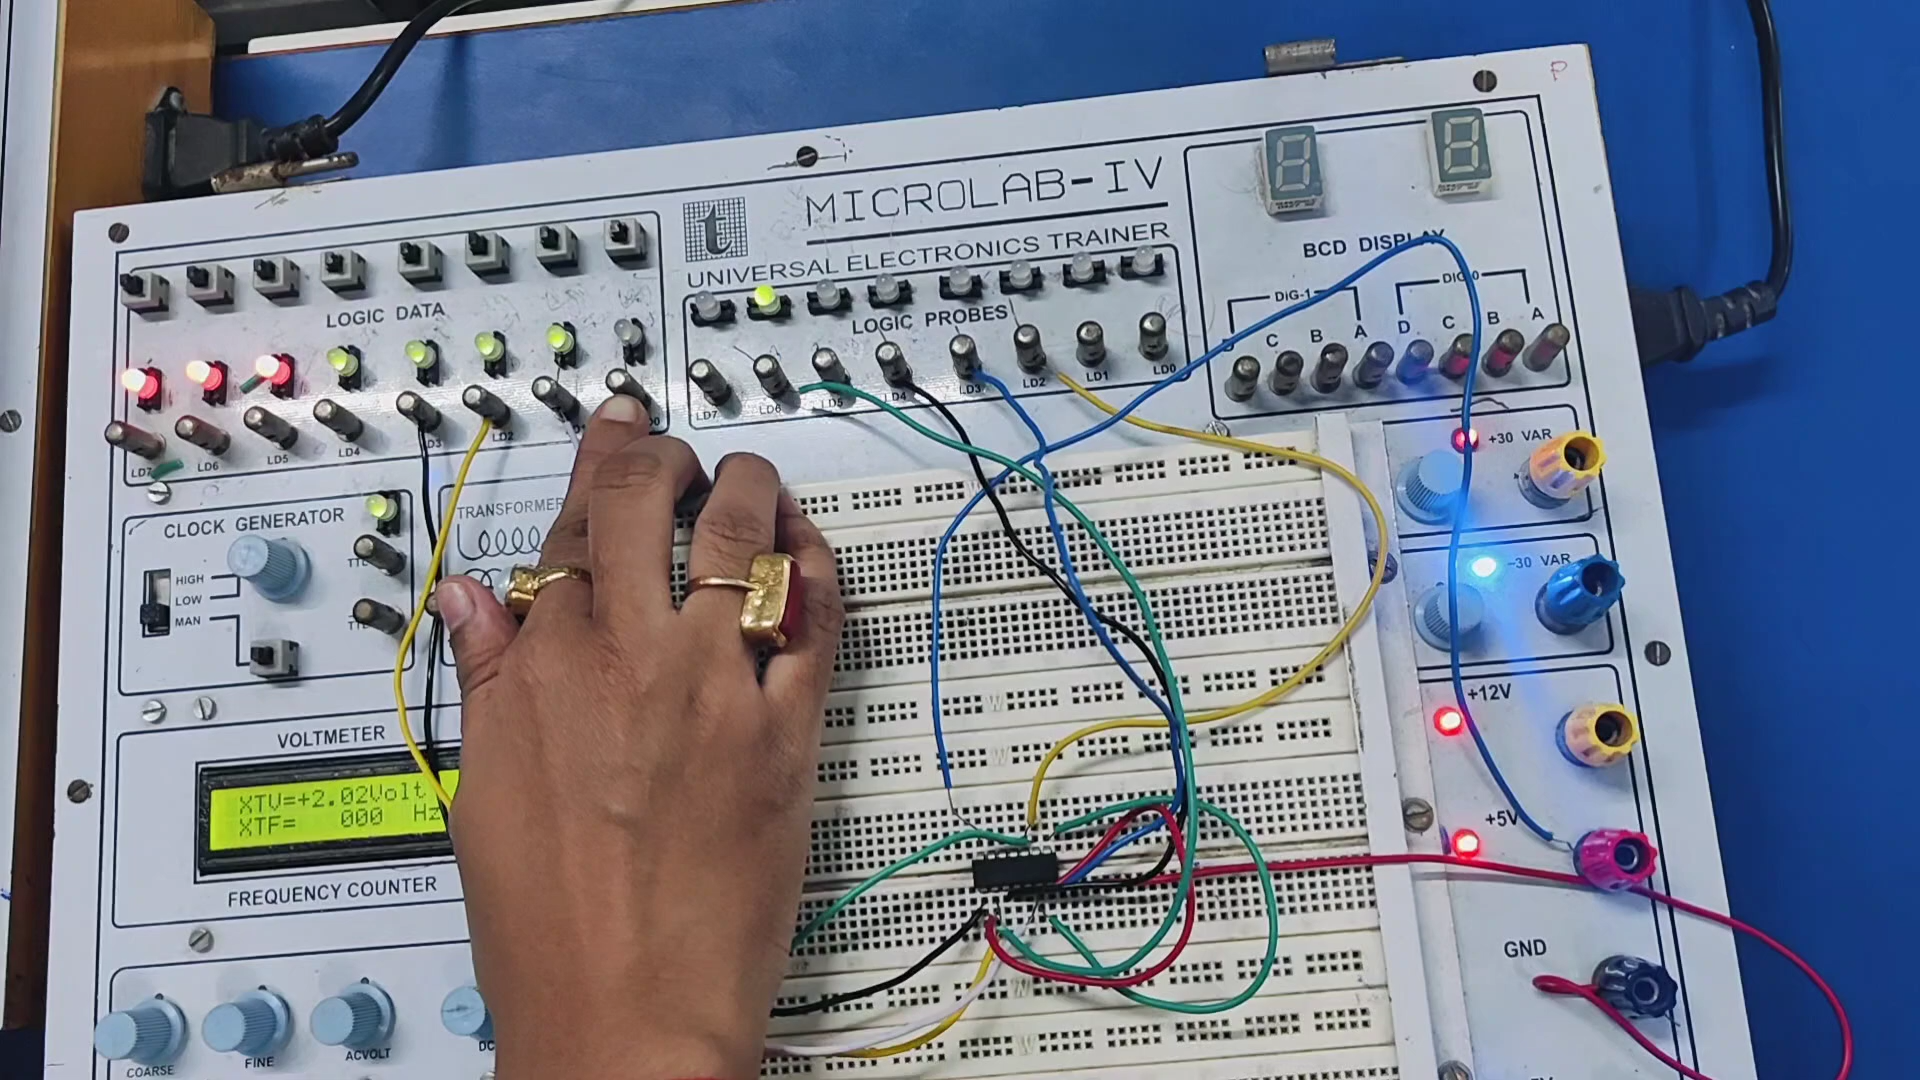 P
t
MICROLAB-IV
UNIVERSAL ELECTRONICS TRAINER
LOGIC DATA
LD7
LD6
LD5
LD4
LD3
LD2
LOGIC PROBES
LD7
LD6
LD5
LD4
LD3
LD2
LD1
LD0
BCD DISPLAY
DIG-1
C
B
A
D
C
B
A
+30 VAR
-30 VAR
+12V
+5V
GND
CLOCK GENERATOR
HIGH
LOW
MAN
TRANSFORMER
VOLTMETER
XTV=+2.02Volt
XTF= 000 Hz
FREQUENCY COUNTER
COARSE
FINE
ACVOLT
W
W
W
W